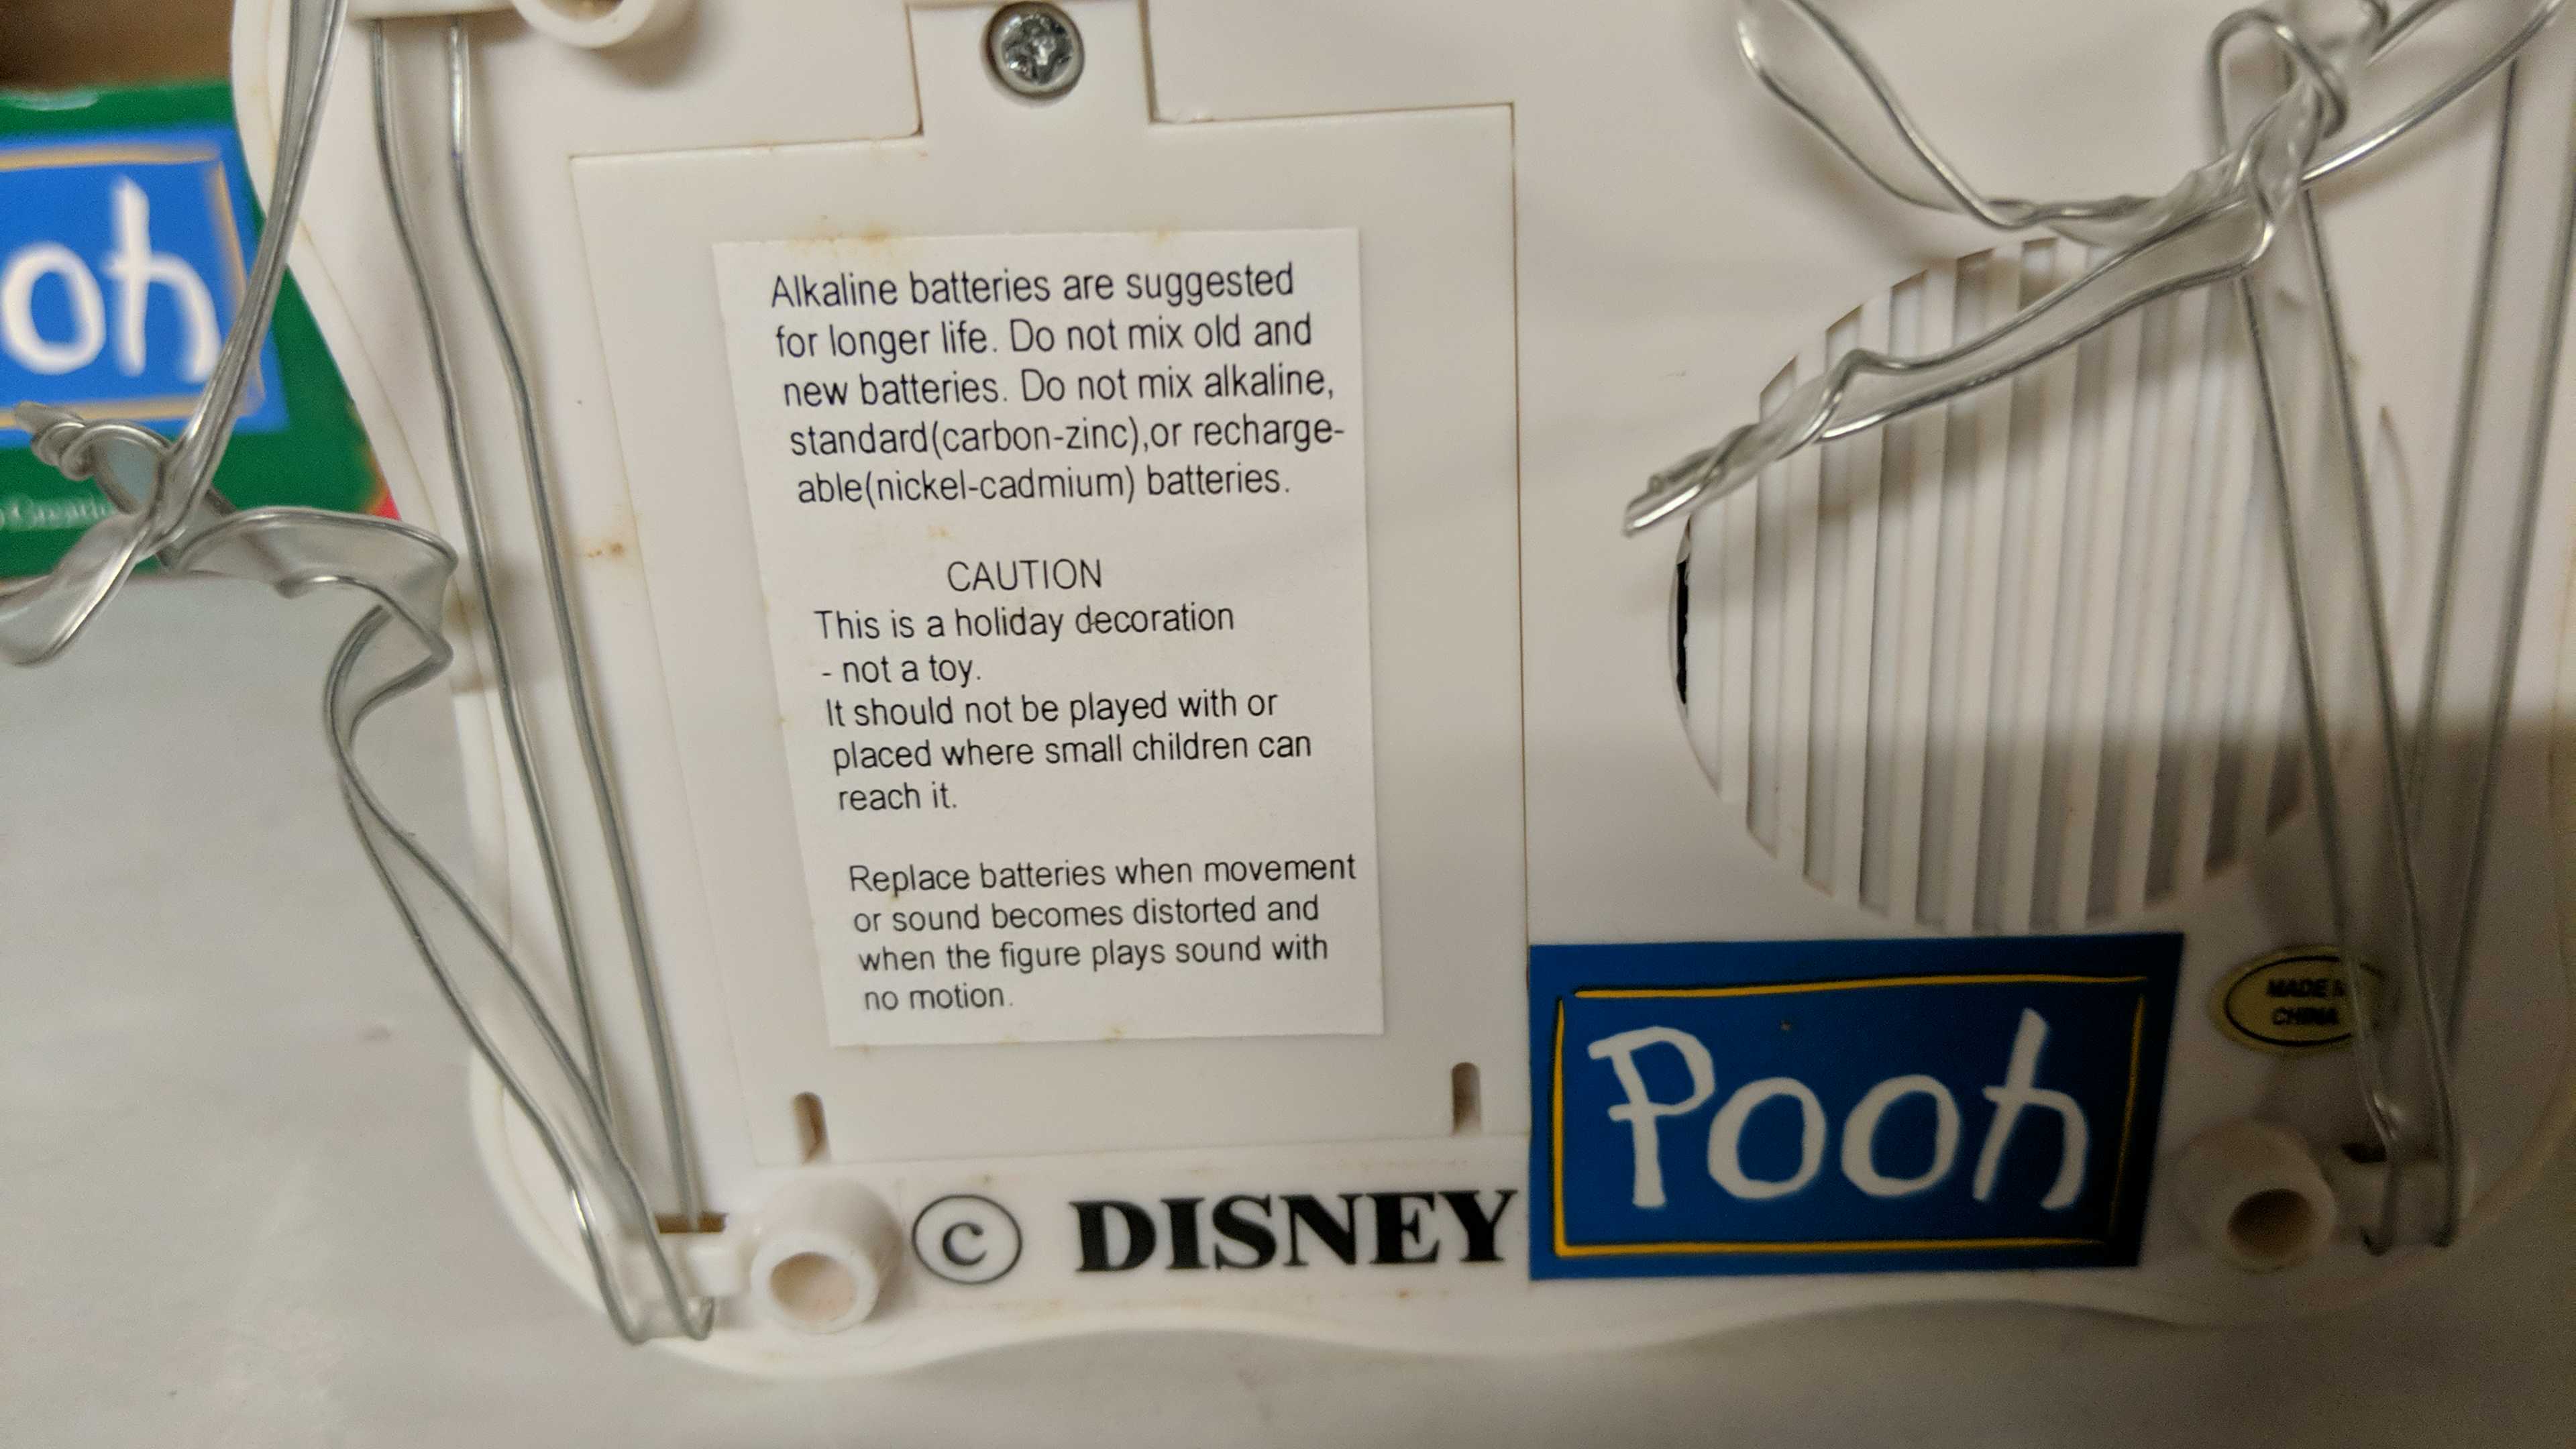 oh
Alkaline batteries are suggested
for longer life. Do not mix old and
new batteries. Do not mix alkaline,
standard(carbon-zinc),or recharge-
able(nickel-cadmium) batteries.
CAUTION
This is a holiday decoration
- not a toy.
It should not be played with or
placed where small children can
reach it.
Replace batteries when movement
or sound becomes distorted and
when the figure plays sound with
no motion.
© DISNEY
Pooh
MADE IN
CHINA